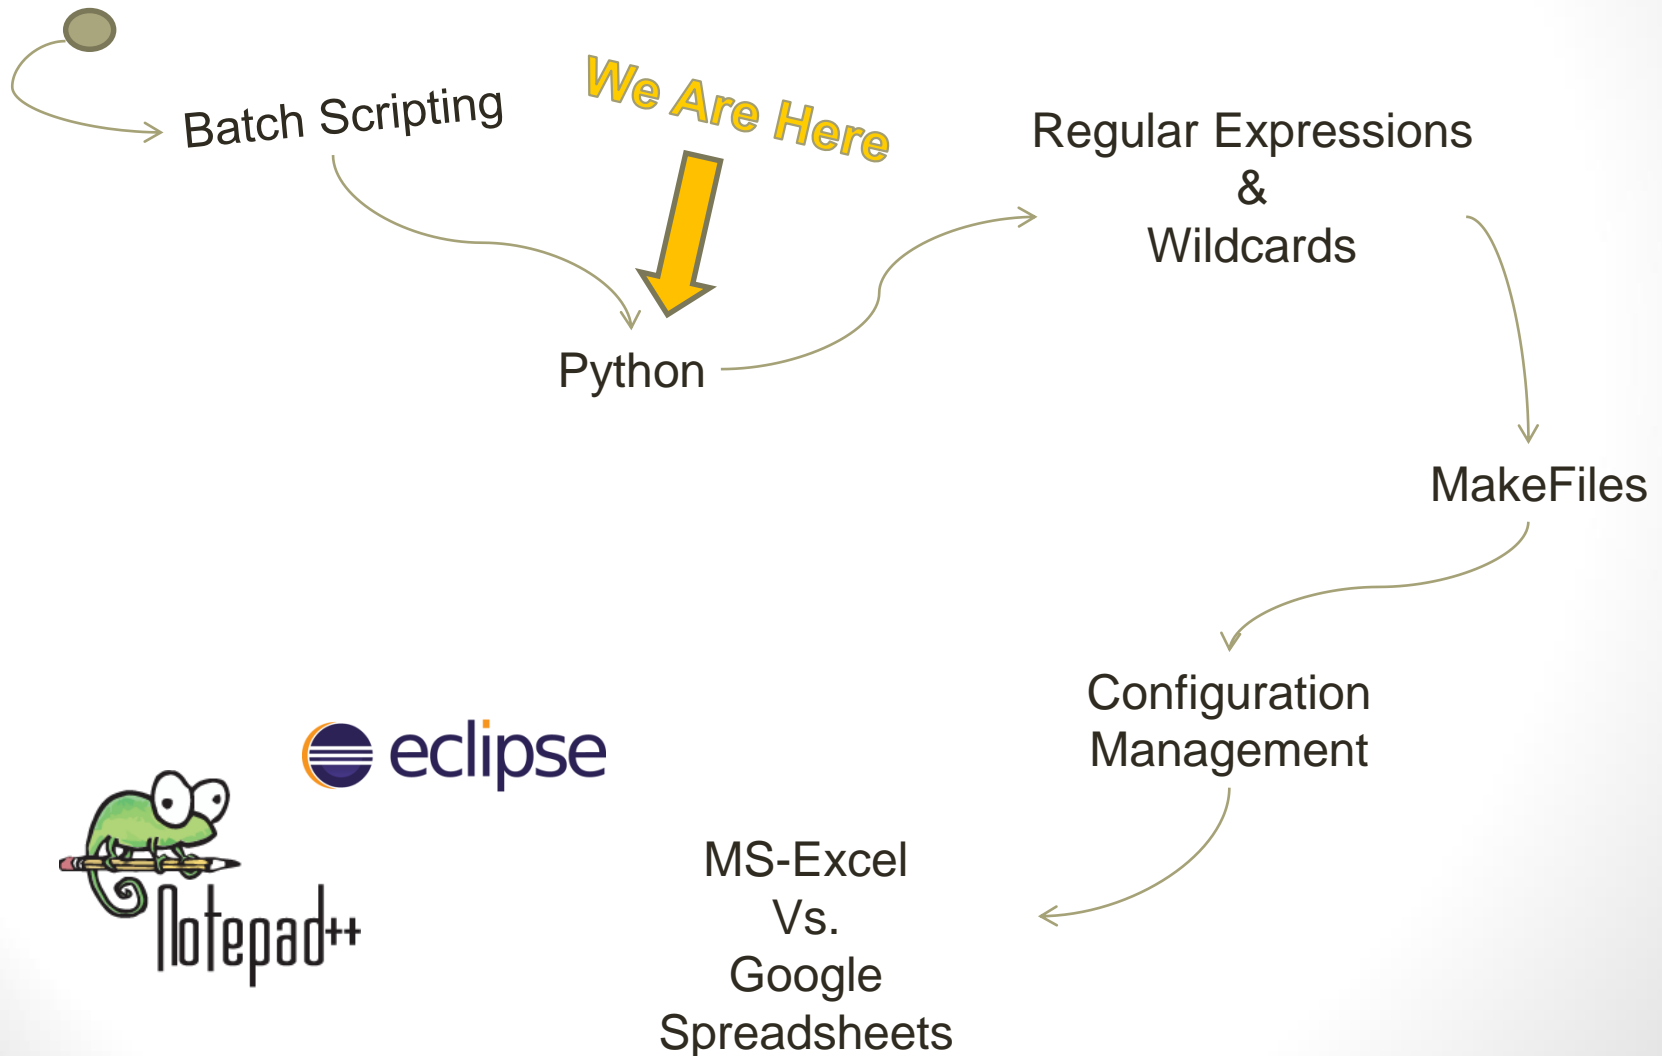 Batch Scripting
We Are Here
Regular Expressions
&
Wildcards
Python
MakeFiles
Configuration
Management
eclipse
Notepad++
MS-Excel
Vs.
Google
Spreadsheets